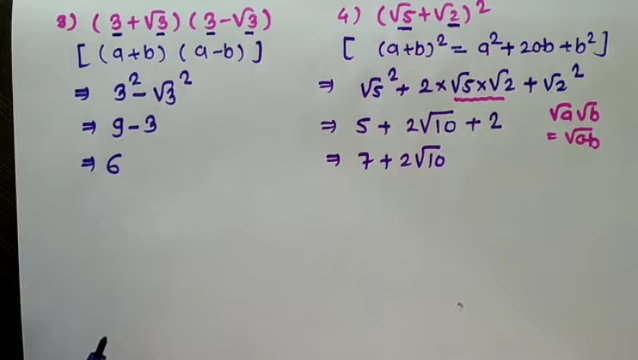 3) (3+√3)(3-√3)
[(a+b) (a-b)]
⇒ 3² - √3²
⇒ 9-3
⇒ 6
4) (√5+√2)²
[ (a+b)² = a²+2ab+b²]
⇒ √5² + 2×√5×√2 + √2²
⇒ 5 + 2√10 + 2
⇒ 7+2√10
√a√b
=√ab